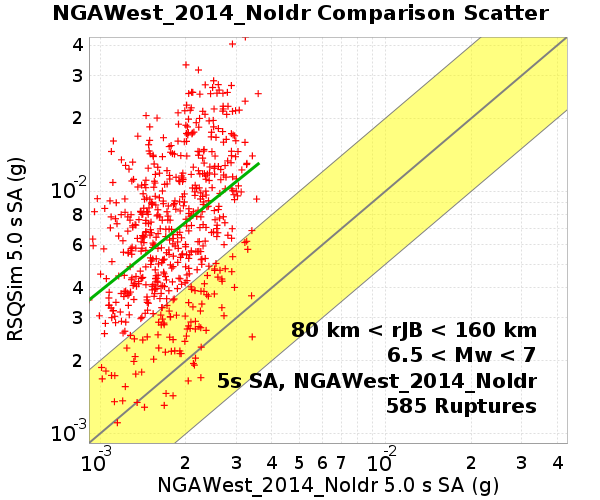 NGAWest_2014_NoIdr Comparison Scatter
RSQSim 5.0 s SA (g)
4
3
2
10-2
8
6
4
3
2
10-3
80 km < rJB < 160 km
6.5 < Mw < 7
5s SA, NGAWest_2014_NoIdr
585 Ruptures
10-3 2 3 4 5 6 7 10-2 2 3 4
NGAWest_2014_NoIdr 5.0 s SA (g)